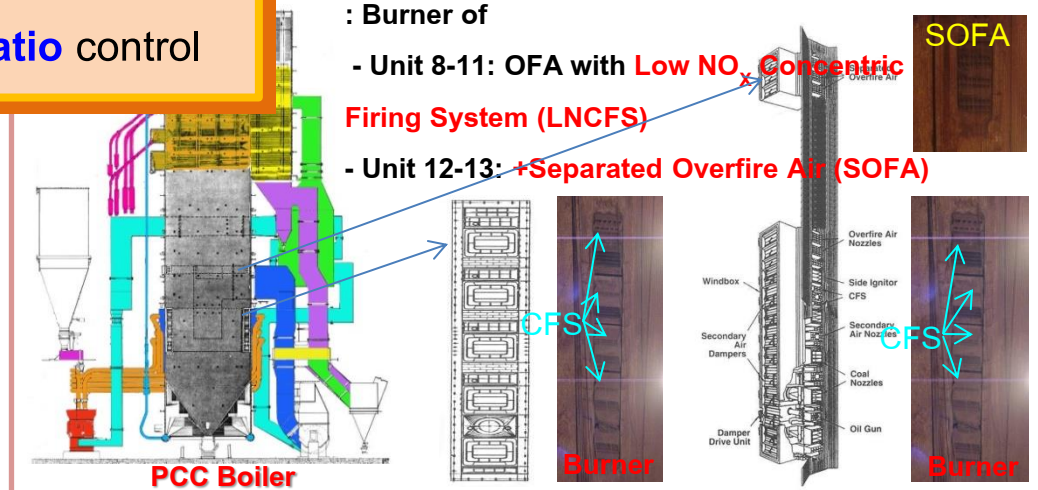 atio control
: Burner of
- Unit 8-11: OFA with Low NOx Concentric
Firing System (LNCFS)
- Unit 12-13: +Separated Overfire Air (SOFA)
SOFA
Separated
Overfire Air
Overfire Air
Nozzles
Side Ignitor
CFS
Windbox
Secondary
Air Nozzles
Secondary
Air
Dampers
Coal
Nozzles
Damper
Drive Unit
Oil Gun
CFS
CFS
PCC Boiler
Burner
Burner